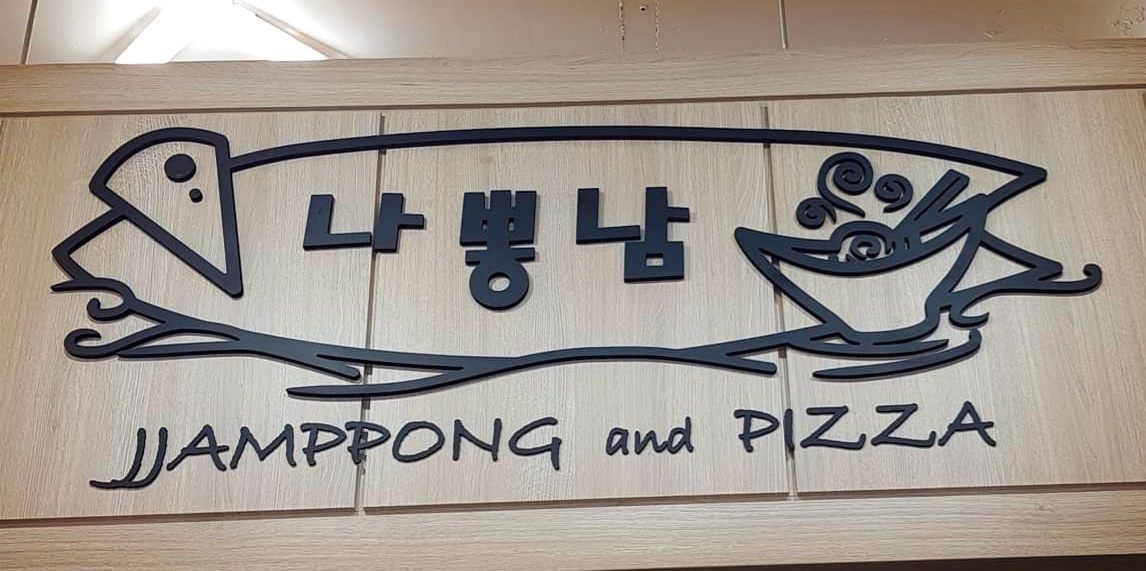 나뽕남
JJAMPPONG and PIZZA